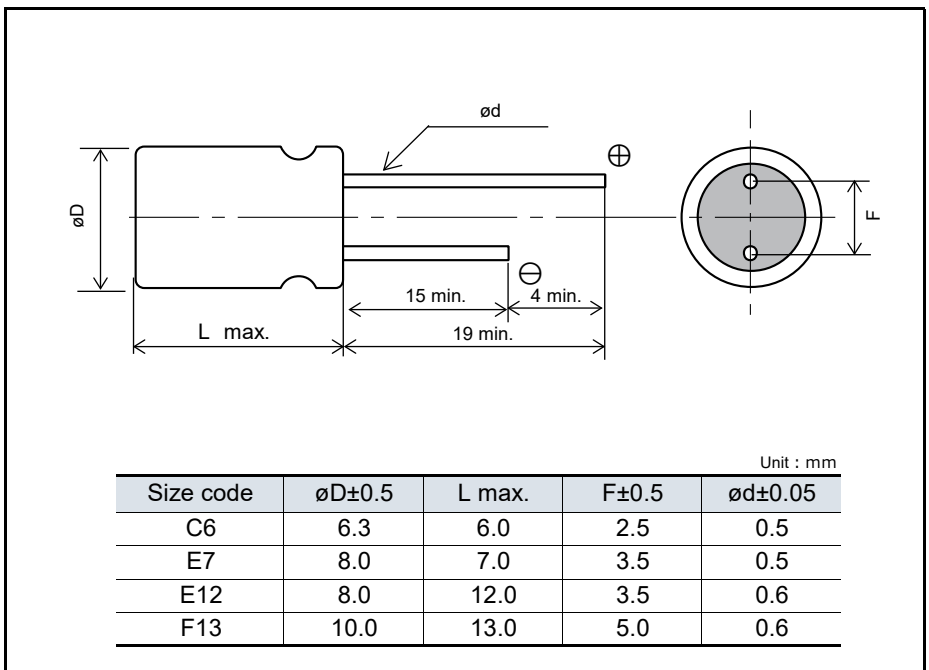 ød
⊕
øD
F
⊖
15 min.
4 min.
L max.
19 min.
Unit : mm
Size code øD±0.5 L max. F±0.5 ød±0.05
C6 6.3 6.0 2.5 0.5
E7 8.0 7.0 3.5 0.5
E12 8.0 12.0 3.5 0.6
F13 10.0 13.0 5.0 0.6